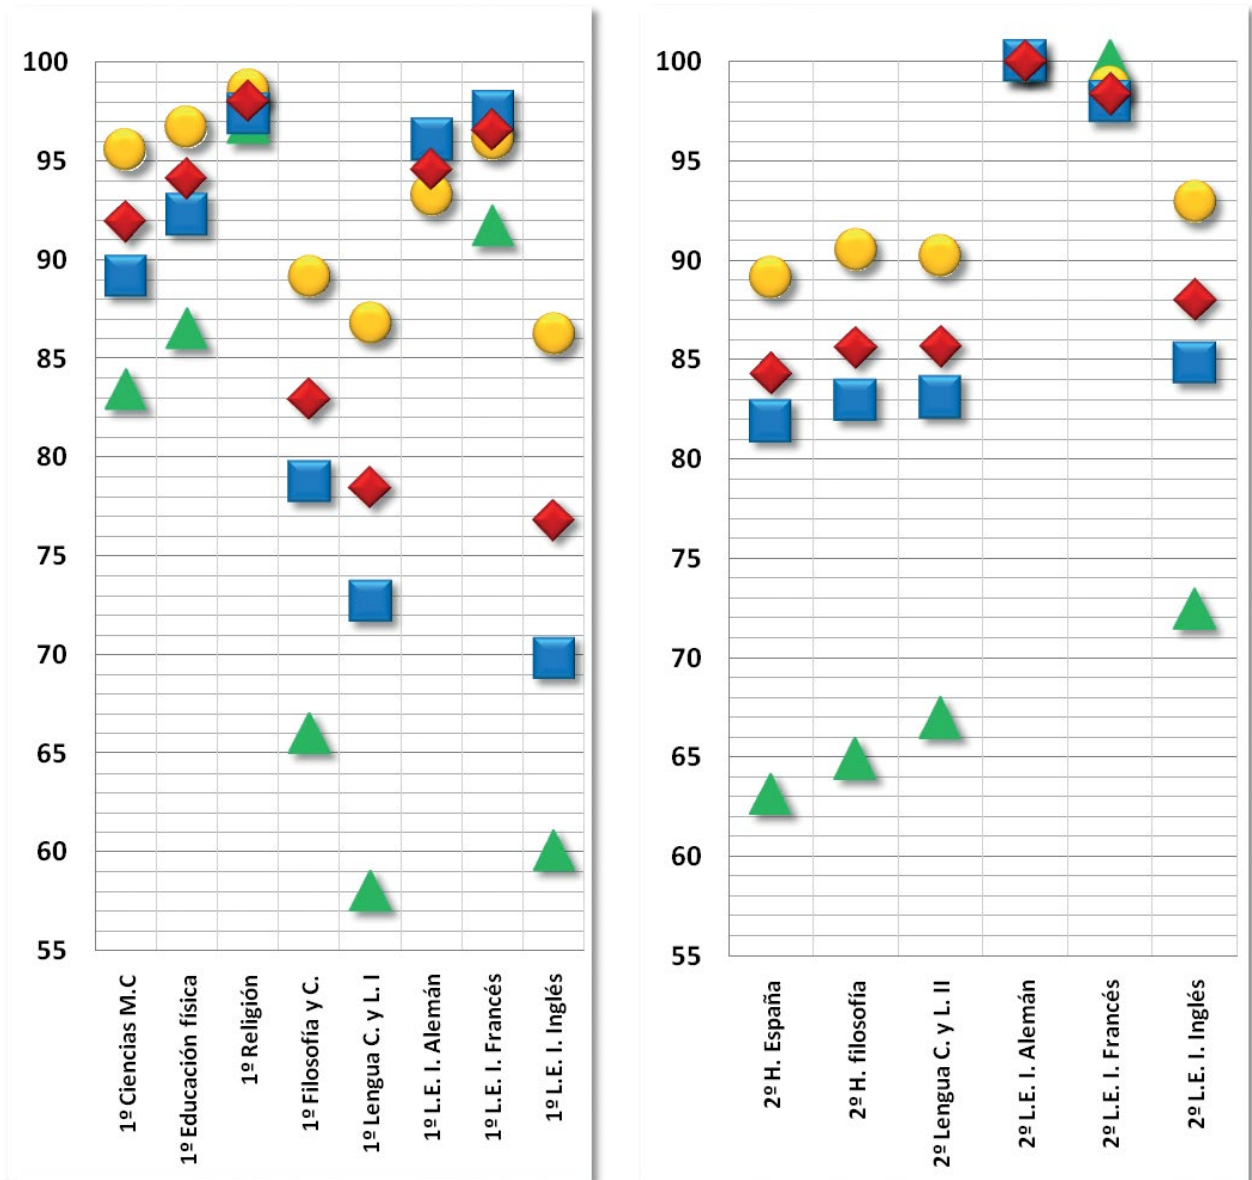 100
95
90
85
80
75
70
65
60
55
1º Ciencias M.C
1º Educación física
1º Religión
1º Filosofía y C.
1º Lengua C. y L. I
1º L.E. I. Alemán
1º L.E. I. Francés
1º L.E. I. Inglés
100
95
90
85
80
75
70
65
60
55
2º H. España
2º H. filosofía
2º Lengua C. y L. II
2º L.E. I. Alemán
2º L.E. I. Francés
2º L.E. I. Inglés